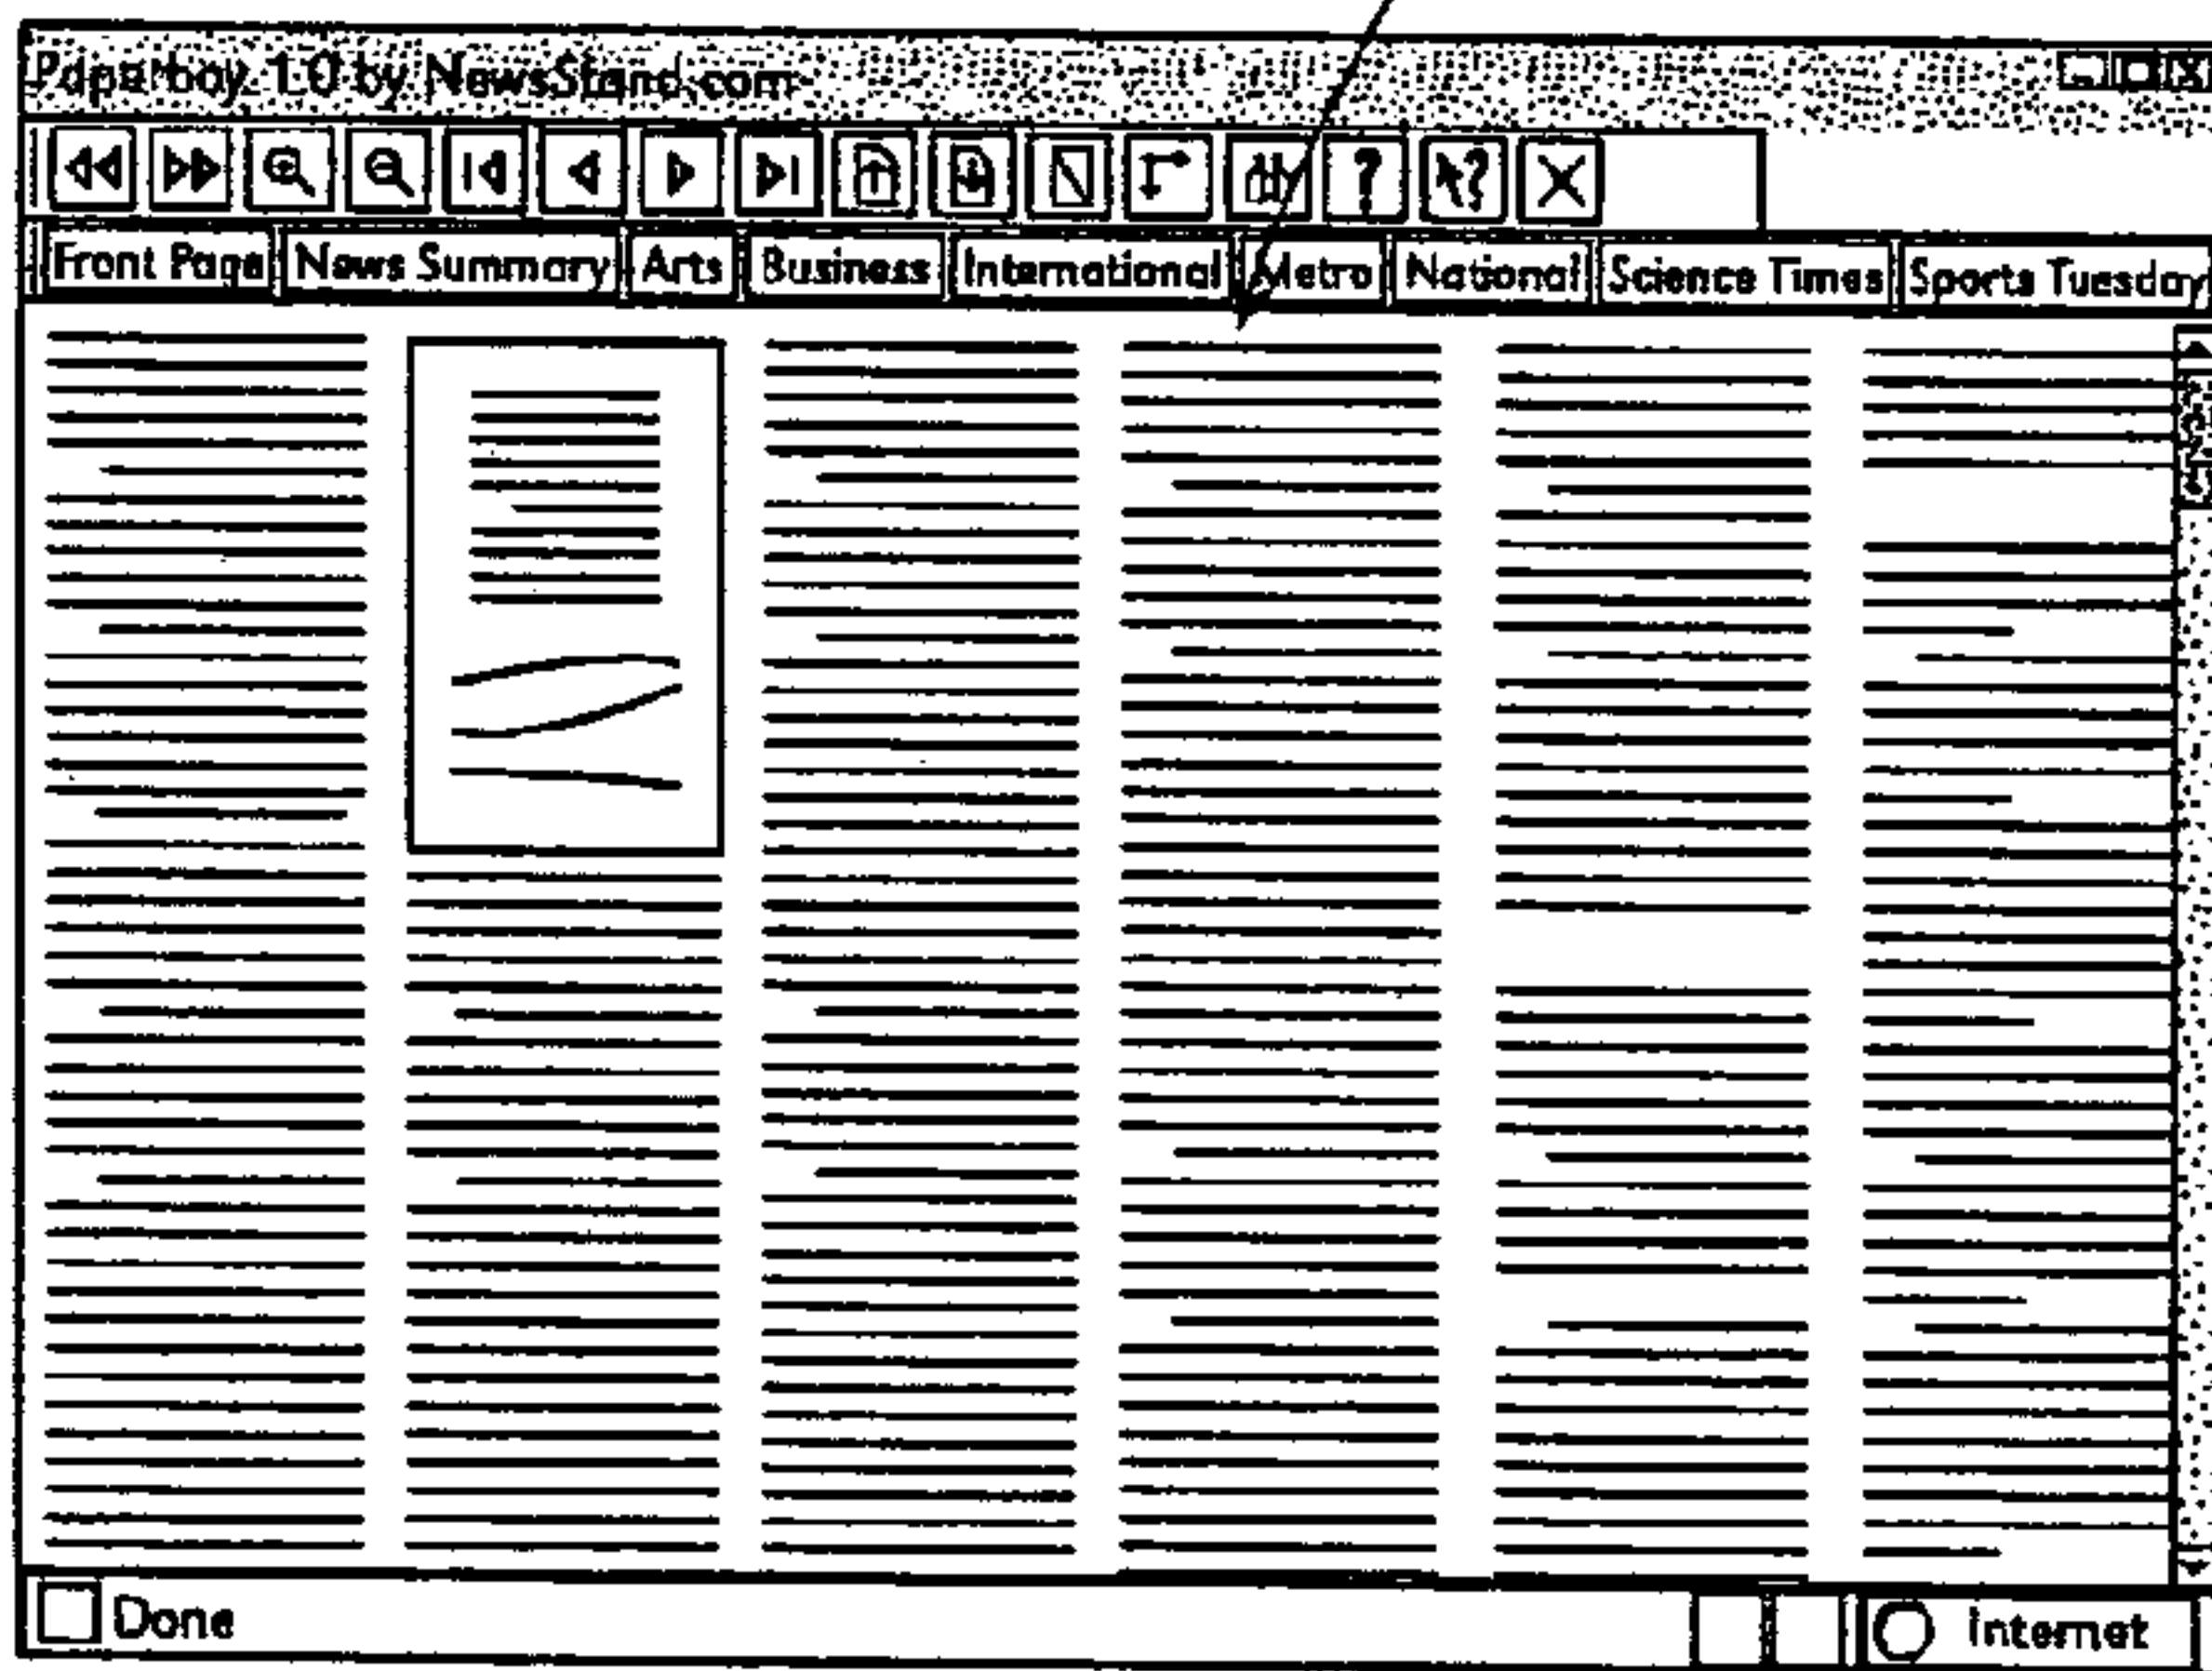 Paperboy 1.0 by NewsStand.com
Front Page News Summary Arts Business International Metro National Science Times Sports Tuesday
Done Internet